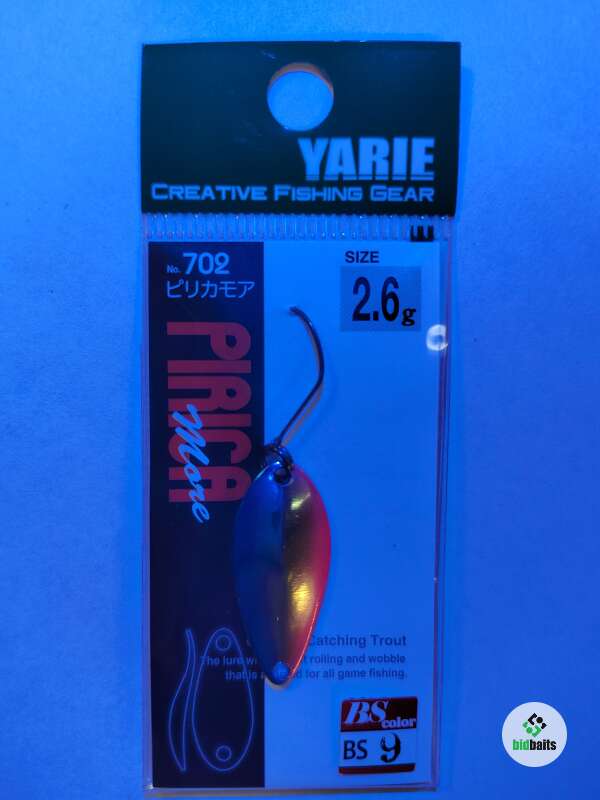 YARIE
CREATIVE FISHING GEAR
No. 702
ピリカモア
SIZE
2.6g
PIRICA
More
Catching Trout
The lure rolling and wobble
that is for all game fishing.
BS color
BS 9
bidbaits